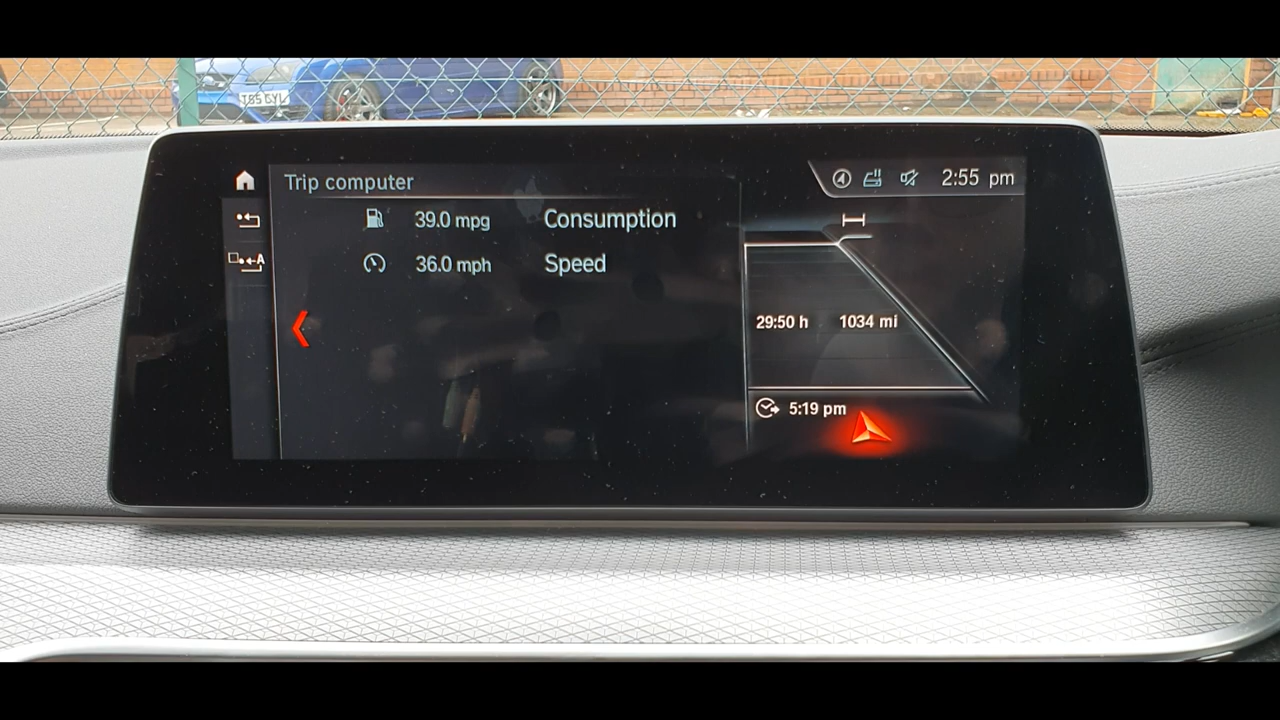 Trip computer
2:55 pm
39.0 mpg Consumption
36.0 mph Speed
29:50 h 1034 mi
5:19 pm